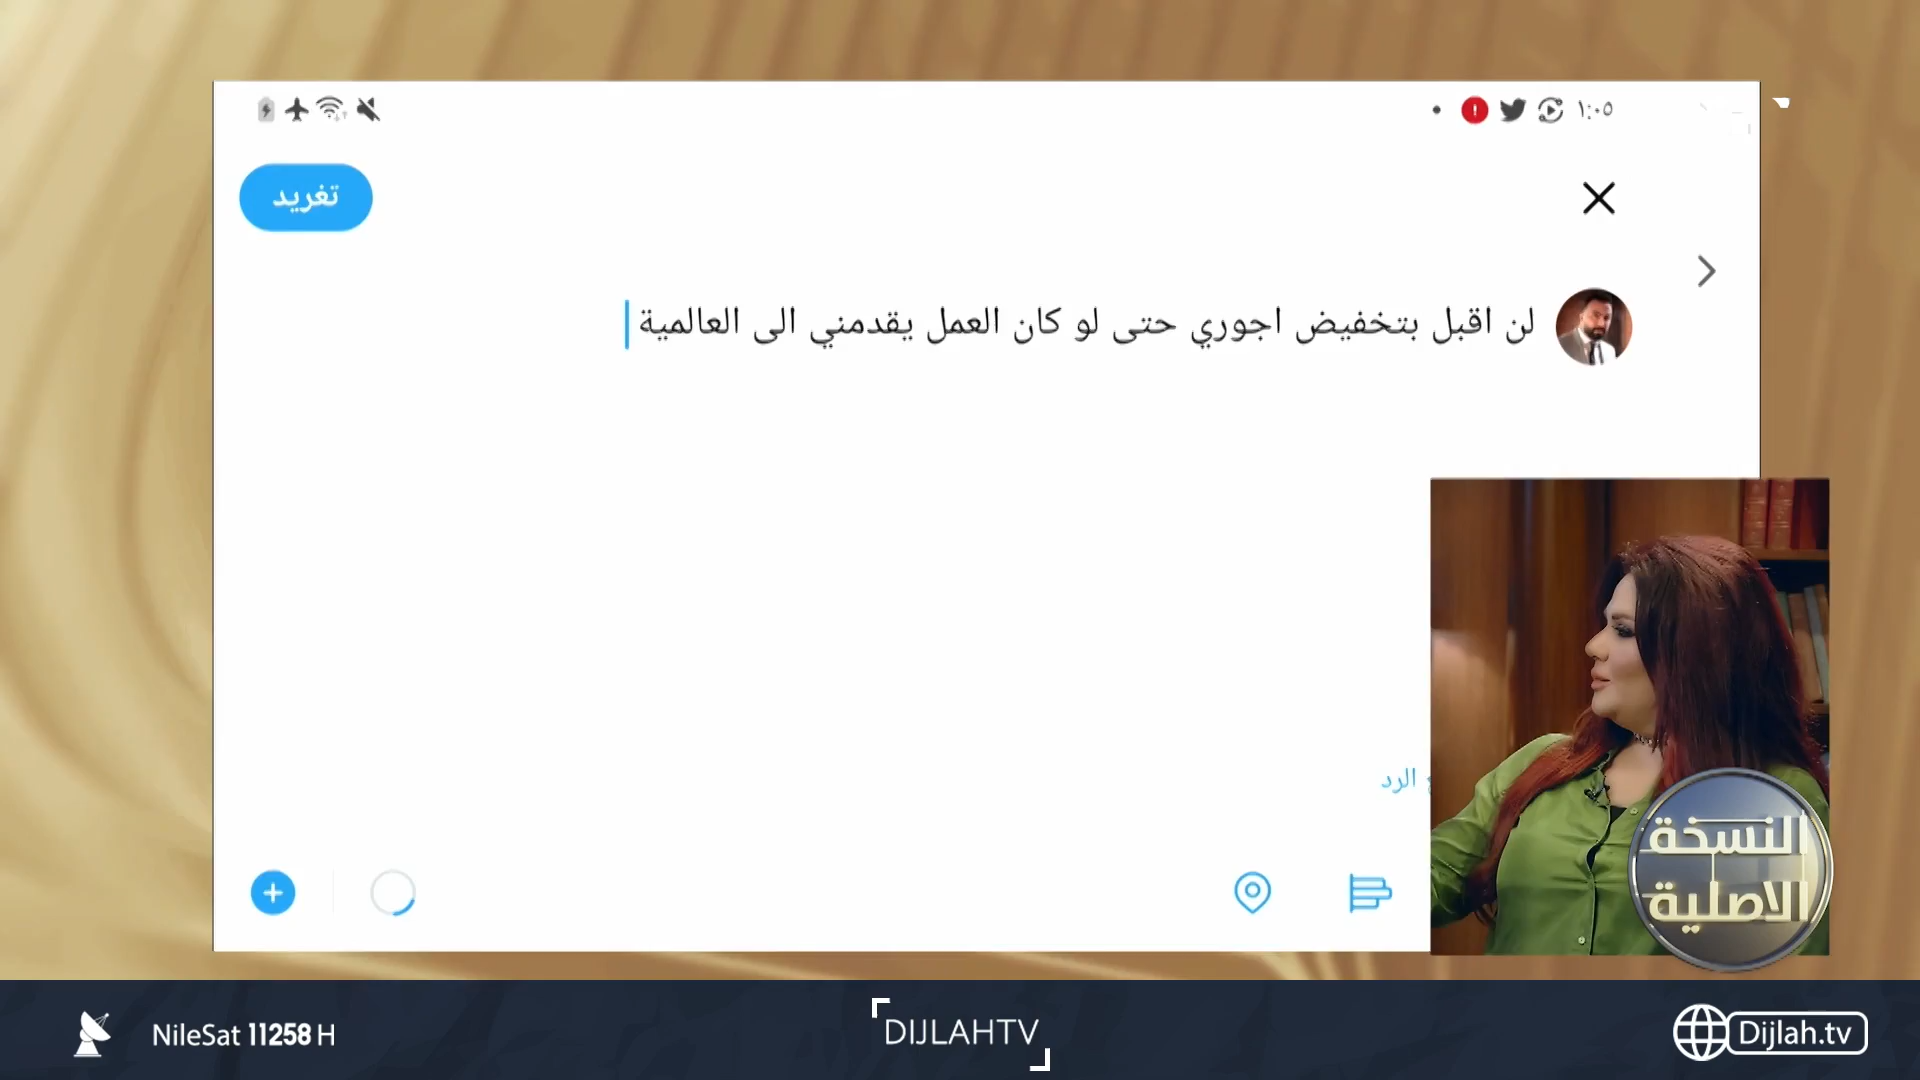 ١:٠٥
تغريد
لن اقبل بتخفيض اجوري حتى لو كان العمل يقدمني الى العالمية
الرد
النسخة
الاصلية
NileSat 11258 H
DIJLAHTV
Dijlah.tv